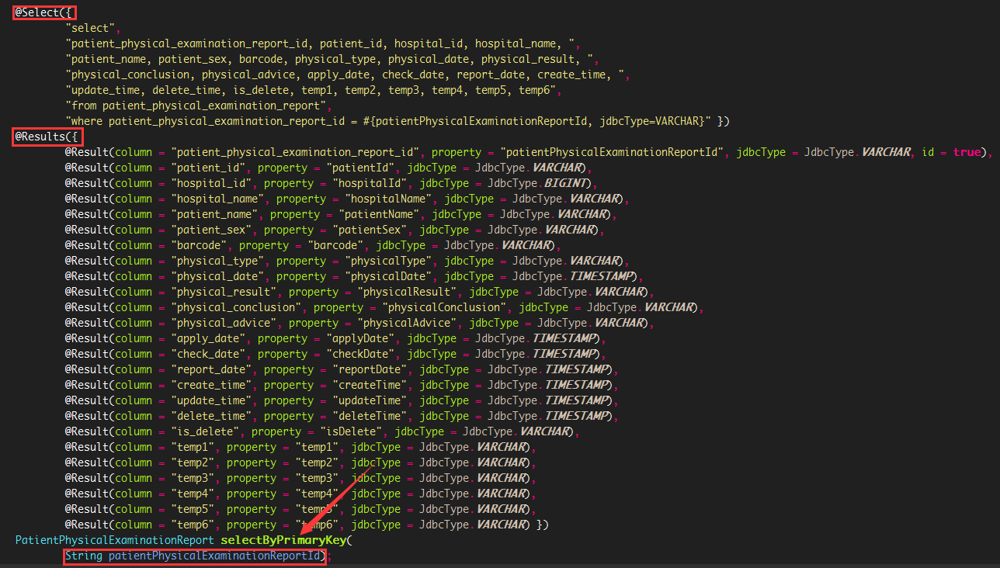 @Select({
"select",
"patient_physical_examination_report_id, patient_id, hospital_id, hospital_name, ",
"patient_name, patient_sex, barcode, physical_type, physical_date, physical_result, ",
"physical_conclusion, physical_advice, apply_date, check_date, report_date, create_time, ",
"update_time, delete_time, is_delete, temp1, temp2, temp3, temp4, temp5, temp6",
"from patient_physical_examination_report",
"where patient_physical_examination_report_id = #{patientPhysicalExaminationReportId, jdbcType=VARCHAR}" })
@Results({
@Result(column = "patient_physical_examination_report_id", property = "patientPhysicalExaminationReportId", jdbcType = JdbcType.VARCHAR, id = true),
@Result(column = "patient_id", property = "patientId", jdbcType = JdbcType.VARCHAR),
@Result(column = "hospital_id", property = "hospitalId", jdbcType = JdbcType.BIGINT),
@Result(column = "hospital_name", property = "hospitalName", jdbcType = JdbcType.VARCHAR),
@Result(column = "patient_name", property = "patientName", jdbcType = JdbcType.VARCHAR),
@Result(column = "patient_sex", property = "patientSex", jdbcType = JdbcType.VARCHAR),
@Result(column = "barcode", property = "barcode", jdbcType = JdbcType.VARCHAR),
@Result(column = "physical_type", property = "physicalType", jdbcType = JdbcType.VARCHAR),
@Result(column = "physical_date", property = "physicalDate", jdbcType = JdbcType.TIMESTAMP),
@Result(column = "physical_result", property = "physicalResult", jdbcType = JdbcType.VARCHAR),
@Result(column = "physical_conclusion", property = "physicalConclusion", jdbcType = JdbcType.VARCHAR),
@Result(column = "physical_advice", property = "physicalAdvice", jdbcType = JdbcType.VARCHAR),
@Result(column = "apply_date", property = "applyDate", jdbcType = JdbcType.TIMESTAMP),
@Result(column = "check_date", property = "checkDate", jdbcType = JdbcType.TIMESTAMP),
@Result(column = "report_date", property = "reportDate", jdbcType = JdbcType.TIMESTAMP),
@Result(column = "create_time", property = "createTime", jdbcType = JdbcType.TIMESTAMP),
@Result(column = "update_time", property = "updateTime", jdbcType = JdbcType.TIMESTAMP),
@Result(column = "delete_time", property = "deleteTime", jdbcType = JdbcType.TIMESTAMP),
@Result(column = "is_delete", property = "isDelete", jdbcType = JdbcType.VARCHAR),
@Result(column = "temp1", property = "temp1", jdbcType = JdbcType.VARCHAR),
@Result(column = "temp2", property = "temp2", jdbcType = JdbcType.VARCHAR),
@Result(column = "temp3", property = "temp3", jdbcType = JdbcType.VARCHAR),
@Result(column = "temp4", property = "temp4", jdbcType = JdbcType.VARCHAR),
@Result(column = "temp5", property = "temp5", jdbcType = JdbcType.VARCHAR),
@Result(column = "temp6", property = "temp6", jdbcType = JdbcType.VARCHAR) })
PatientPhysicalExaminationReport selectByPrimaryKey(
String patientPhysicalExaminationReportId);